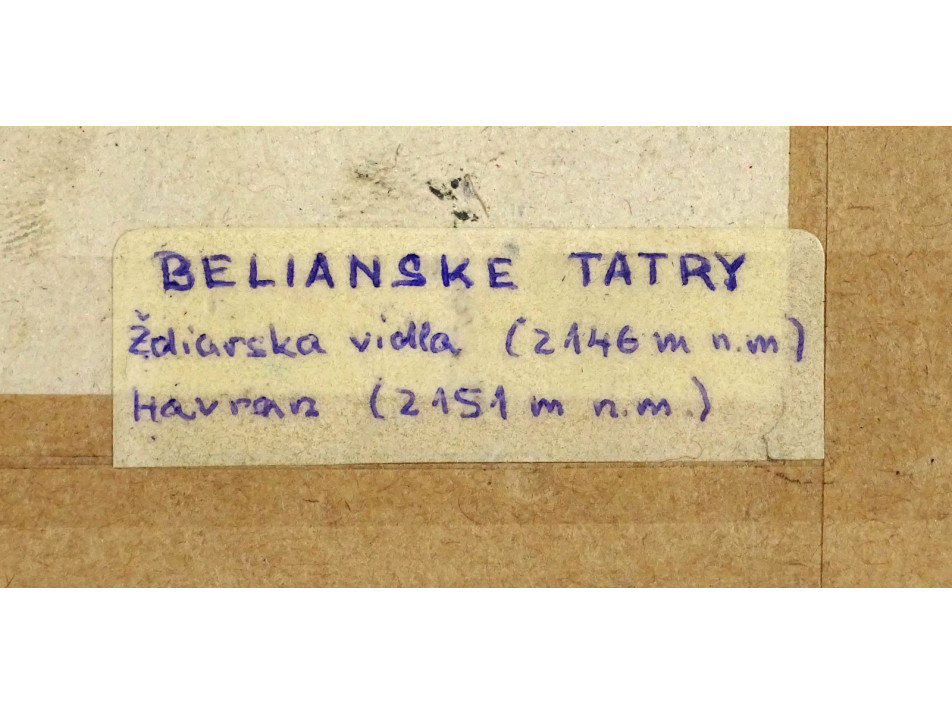 BELIANSKE TATRY
Ždiarska vidla (2146 m n.m)
Havran (2151 m n.m.)